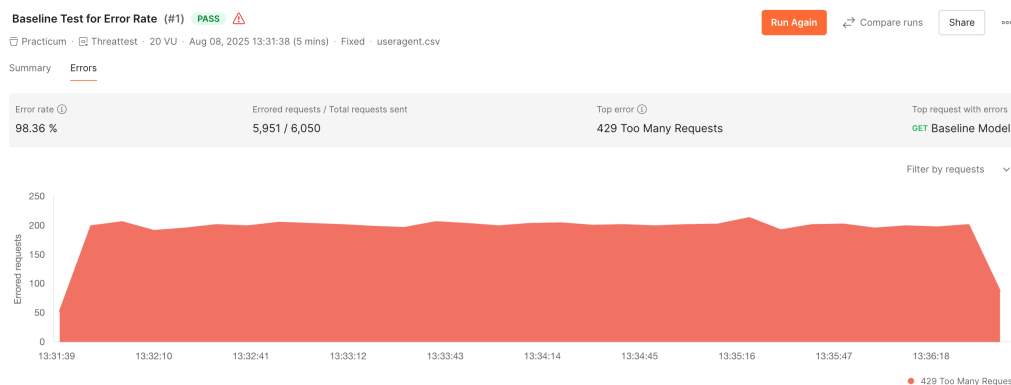 Baseline Test for Error Rate (#1) PASS
Run Again
Compare runs
Share
Practicum · Threattest · 20 VU · Aug 08, 2025 13:31:38 (5 mins) · Fixed · useragent.csv
Summary
Errors
Error rate
Errored requests / Total requests sent
Top error
Top request with errors
98.36 %
5,951 / 6,050
429 Too Many Requests
GET Baseline Model
Filter by requests
250
200
150
100
50
0
Errored requests
13:31:39
13:32:10
13:32:41
13:33:12
13:33:43
13:34:14
13:34:45
13:35:16
13:35:47
13:36:18
429 Too Many Reques